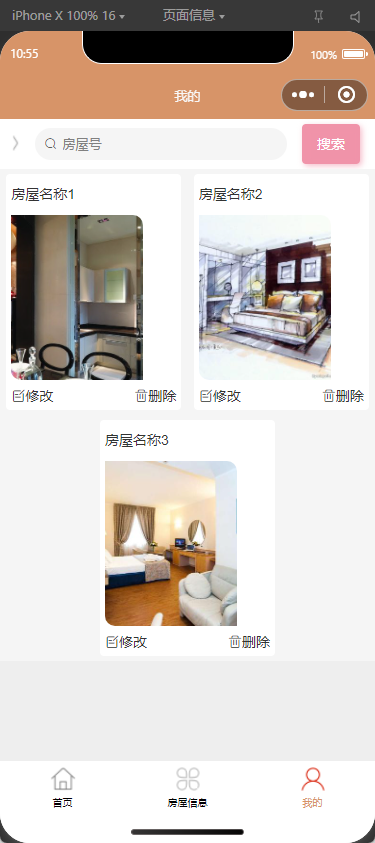 iPhone X 100% 16 页面信息
10:55 100%
我的
房屋号 搜索
房屋名称1 房屋名称2
修改 删除 修改 删除
房屋名称3
修改 删除
首页 房屋信息 我的